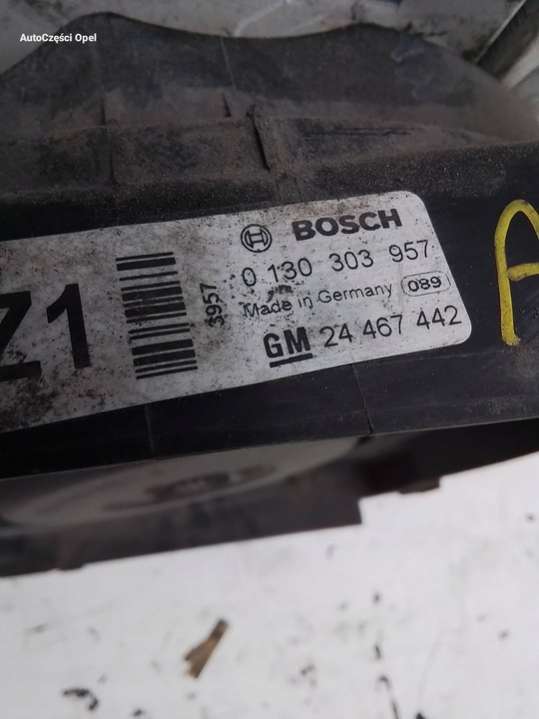 AutoCzęści Opel
BOSCH
0 130 303 957
Made in Germany 089
GM 24 467 442
3957
Z1
A